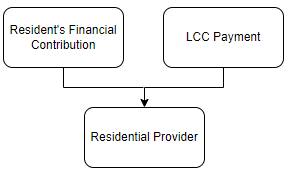 Resident's Financial
Contribution
LCC Payment
Residential Provider